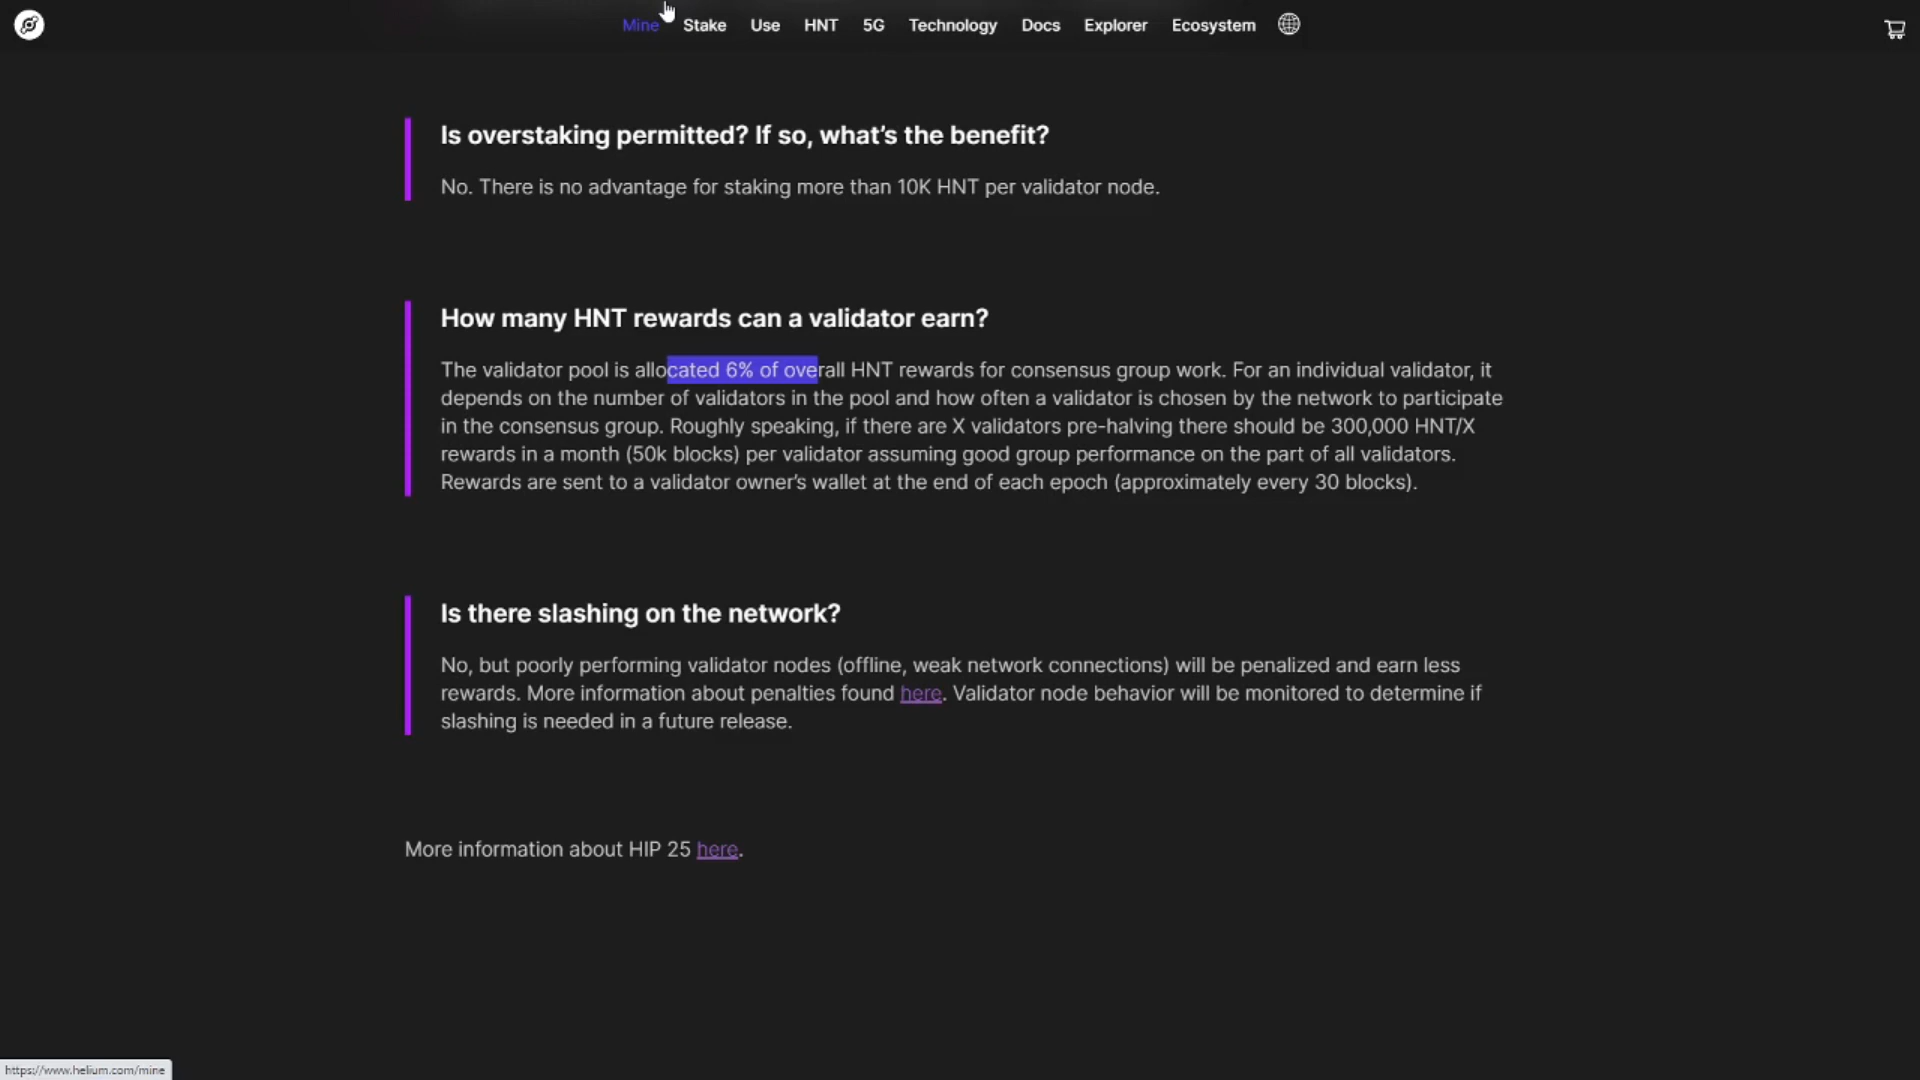 Mine Stake Use HNT 5G Technology Docs Explorer Ecosystem
Is overstaking permitted? If so, what's the benefit?
No. There is no advantage for staking more than 10K HNT per validator node.
How many HNT rewards can a validator earn?
The validator pool is allocated 6% of overall HNT rewards for consensus group work. For an individual validator, it
depends on the number of validators in the pool and how often a validator is chosen by the network to participate
in the consensus group. Roughly speaking, if there are X validators pre-halving there should be 300,000 HNT/X
rewards in a month (50k blocks) per validator assuming good group performance on the part of all validators.
Rewards are sent to a validator owner's wallet at the end of each epoch (approximately every 30 blocks).
Is there slashing on the network?
No, but poorly performing validator nodes (offline, weak network connections) will be penalized and earn less
rewards. More information about penalties found here. Validator node behavior will be monitored to determine if
slashing is needed in a future release.
More information about HIP 25 here.
https://www.helium.com/mine